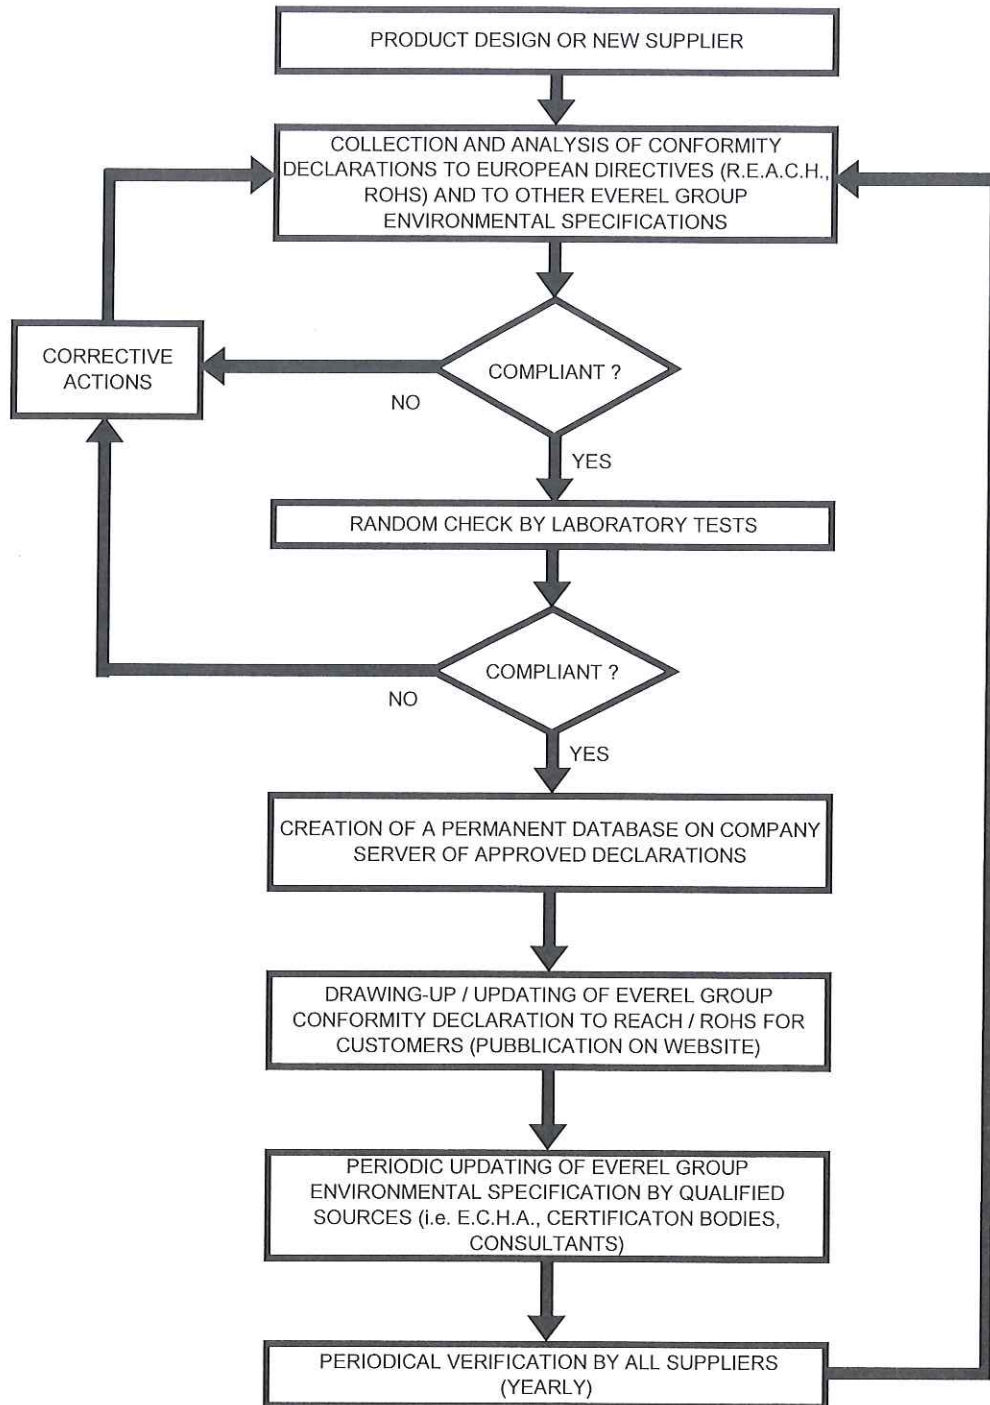 PRODUCT DESIGN OR NEW SUPPLIER
COLLECTION AND ANALYSIS OF CONFORMITY
DECLARATIONS TO EUROPEAN DIRECTIVES (R.E.A.C.H.,
ROHS) AND TO OTHER EVEREL GROUP
ENVIRONMENTAL SPECIFICATIONS
CORRECTIVE
ACTIONS
COMPLIANT ?
NO
YES
RANDOM CHECK BY LABORATORY TESTS
COMPLIANT ?
NO
YES
CREATION OF A PERMANENT DATABASE ON COMPANY
SERVER OF APPROVED DECLARATIONS
DRAWING-UP / UPDATING OF EVEREL GROUP
CONFORMITY DECLARATION TO REACH / ROHS FOR
CUSTOMERS (PUBBLICATION ON WEBSITE)
PERIODIC UPDATING OF EVEREL GROUP
ENVIRONMENTAL SPECIFICATION BY QUALIFIED
SOURCES (i.e. E.C.H.A., CERTIFICATON BODIES,
CONSULTANTS)
PERIODICAL VERIFICATION BY ALL SUPPLIERS
(YEARLY)